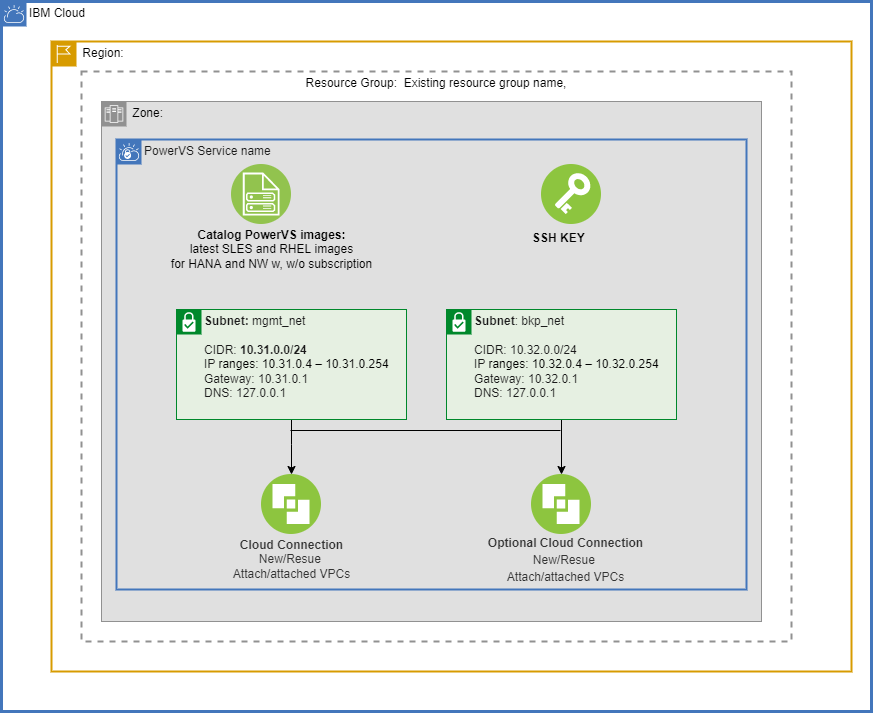 IBM Cloud
Region:
Resource Group:  Existing resource group name,
Zone:
PowerVS Service name
Catalog PowerVS images:
latest SLES and RHEL images
for HANA and NW w, w/o subscription
SSH KEY
Subnet: mgmt_net
CIDR: 10.31.0.0/24
IP ranges: 10.31.0.4 – 10.31.0.254
Gateway: 10.31.0.1
DNS: 127.0.0.1
Subnet: bkp_net
CIDR: 10.32.0.0/24
IP ranges: 10.32.0.4 – 10.32.0.254
Gateway: 10.32.0.1
DNS: 127.0.0.1
Cloud Connection
New/Resue
Attach/attached VPCs
Optional Cloud Connection
New/Resue
Attach/attached VPCs